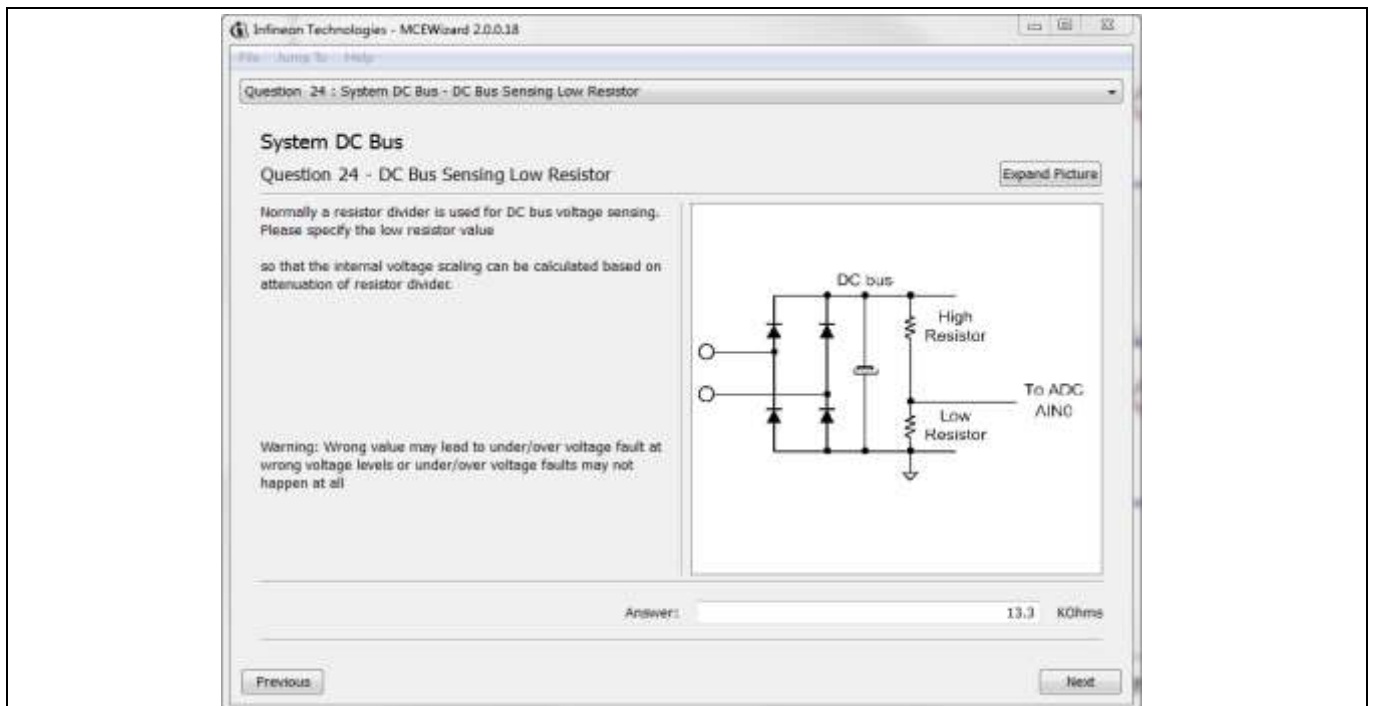 Infineon Technologies - MCEWizard 2.0.0.18
File Jump To Help
Question 24 : System DC Bus - DC Bus Sensing Low Resistor
System DC Bus
Question 24 - DC Bus Sensing Low Resistor
Expand Picture
Normally a resistor divider is used for DC bus voltage sensing.
Please specify the low resistor value
so that the internal voltage scaling can be calculated based on
attenuation of resistor divider.
Warning: Wrong value may lead to under/over voltage fault at
wrong voltage levels or under/over voltage faults may not
happen at all
DC bus
High
Resistor
To ADC
AIN0
Low
Resistor
Answer: 13.3 KOhms
Previous
Next